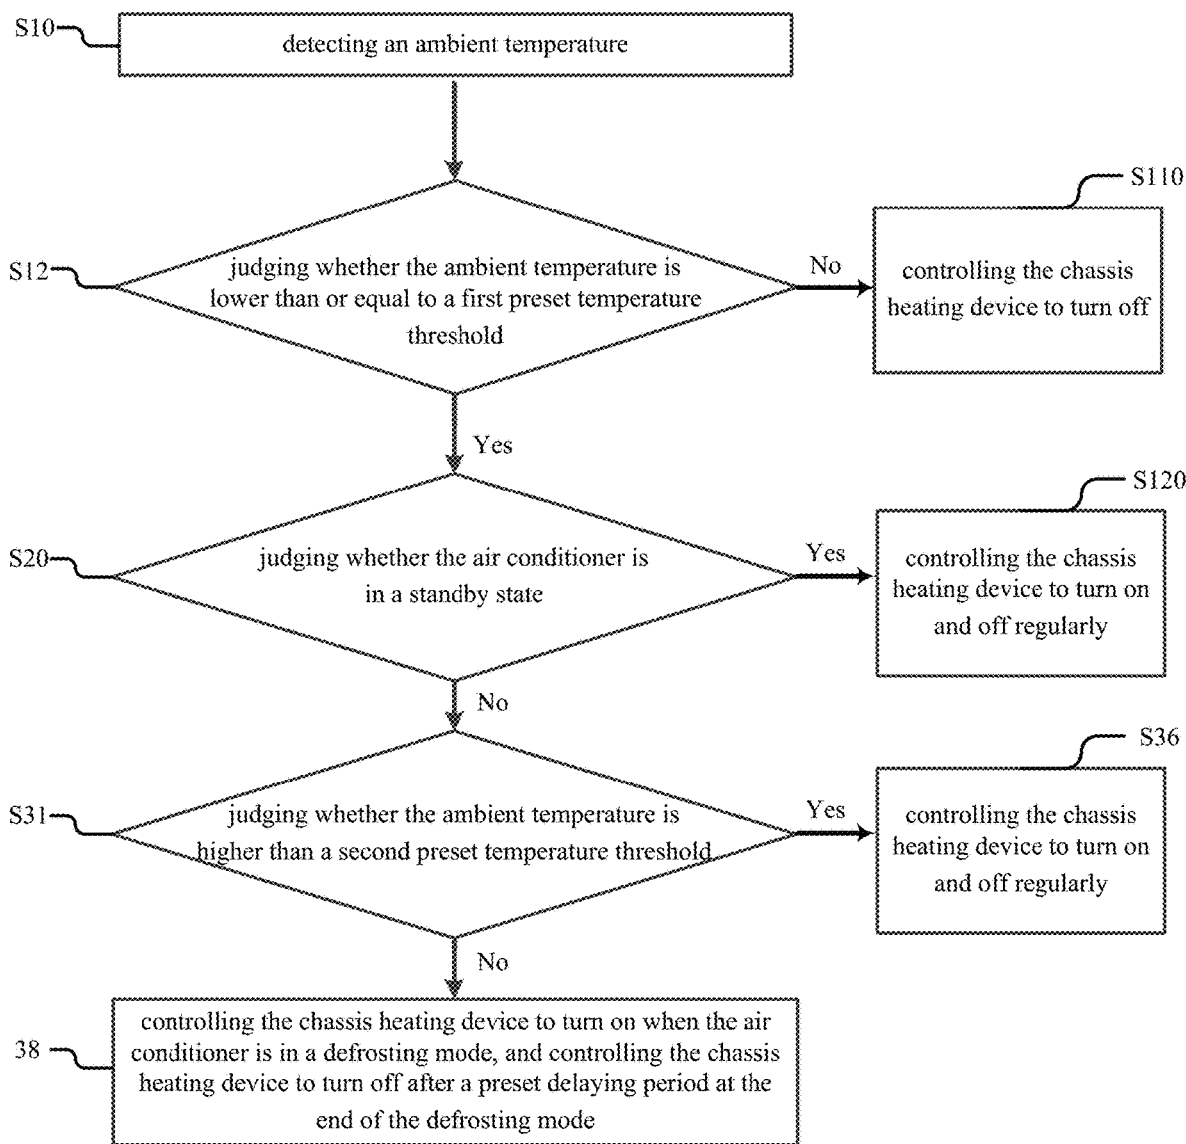 S10
detecting an ambient temperature
S110
S12
judging whether the ambient temperature is
lower than or equal to a first preset temperature
threshold
No
controlling the chassis
heating device to turn off
Yes
S120
S20
judging whether the air conditioner is
in a standby state
Yes
controlling the chassis
heating device to turn on
and off regularly
No
S36
S31
judging whether the ambient temperature is
higher than a second preset temperature threshold
Yes
controlling the chassis
heating device to turn on
and off regularly
No
38
controlling the chassis heating device to turn on when the air
conditioner is in a defrosting mode, and controlling the chassis
heating device to turn off after a preset delaying period at the
end of the defrosting mode